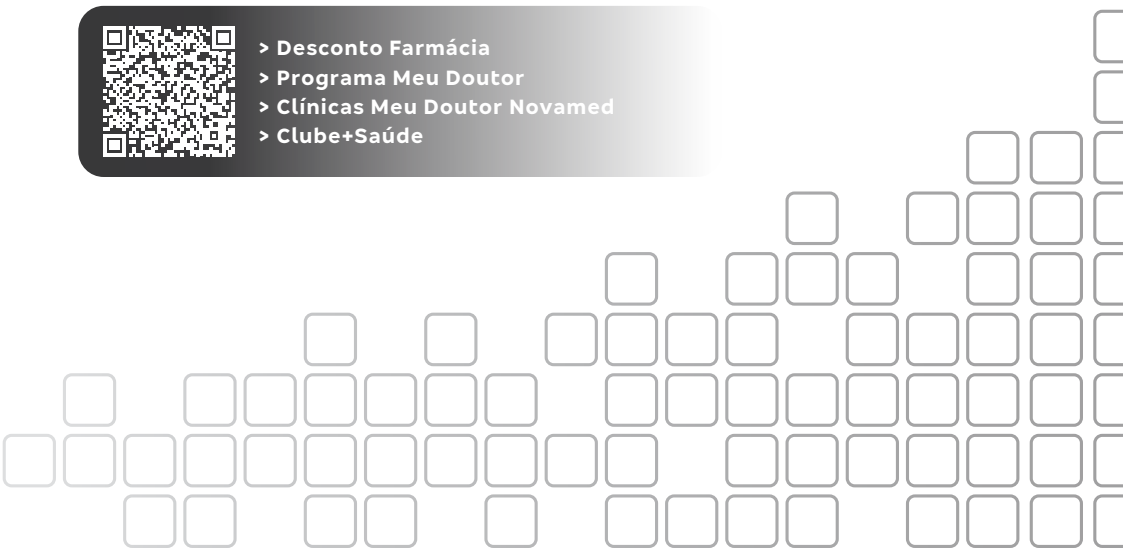 > Desconto Farmácia
> Programa Meu Doutor
> Clínicas Meu Doutor Novamed
> Clube+Saúde